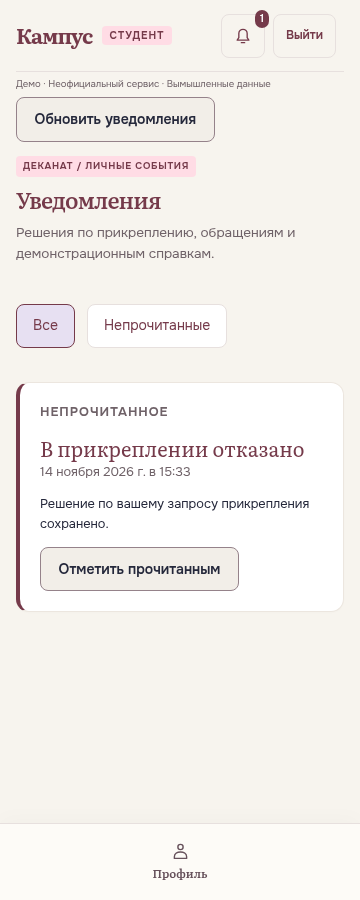 Кампус
СТУДЕНТ
1
Выйти
Демо · Неофициальный сервис · Вымышленные данные
Обновить уведомления
ДЕКАНАТ / ЛИЧНЫЕ СОБЫТИЯ
Уведомления
Решения по прикреплению, обращениям и
демонстрационным справкам.
Все
Непрочитанные
НЕПРОЧИТАННОЕ
В прикреплении отказано
14 ноября 2026 г. в 15:33
Решение по вашему запросу прикрепления
сохранено.
Отметить прочитанным
Профиль